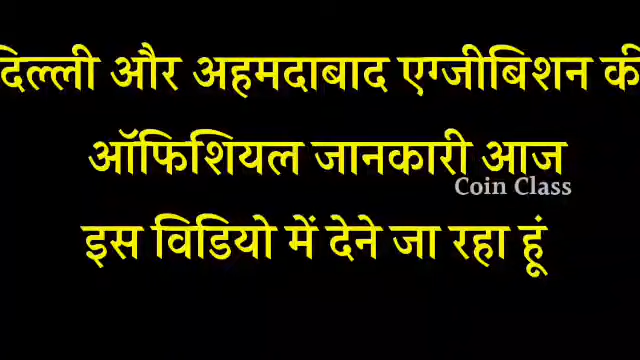 दिल्ली और अहमदाबाद एग्जीबिशन की
ऑफिशियल जानकारी आज
Coin Class
इस विडियो में देने जा रहा हूं